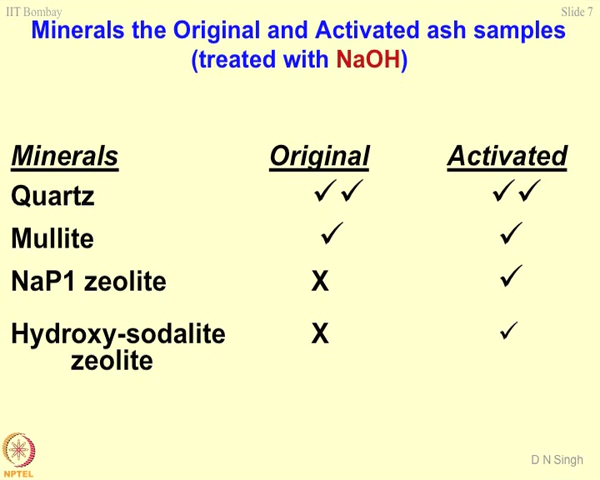 IIT Bombay Slide 7
Minerals the Original and Activated ash samples
(treated with NaOH)
Minerals Original Activated
Quartz ✓✓ ✓✓
Mullite ✓ ✓
NaP1 zeolite X ✓
Hydroxy-sodalite X ✓
zeolite
NPTEL
D N Singh